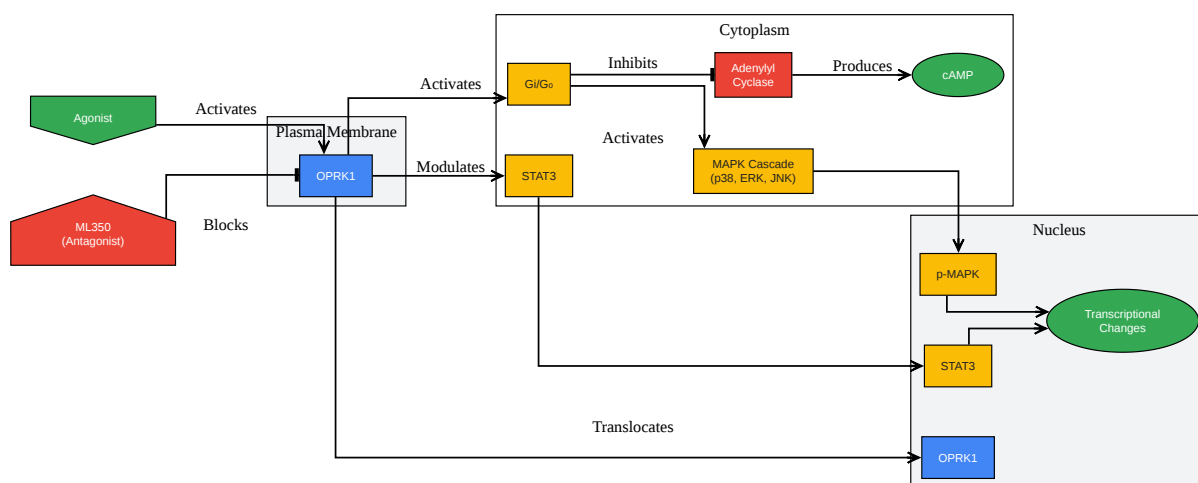 Cytoplasm
Inhibits
Adenylyl
Cyclase
Produces
cAMP
Activates
Gi/G₀
Agonist
Activates
Plasma Membrane
Activates
MAPK Cascade
(p38, ERK, JNK)
OPRK1
Modulates
STAT3
ML350
(Antagonist)
Blocks
Nucleus
p-MAPK
Transcriptional
Changes
STAT3
Translocates
OPRK1